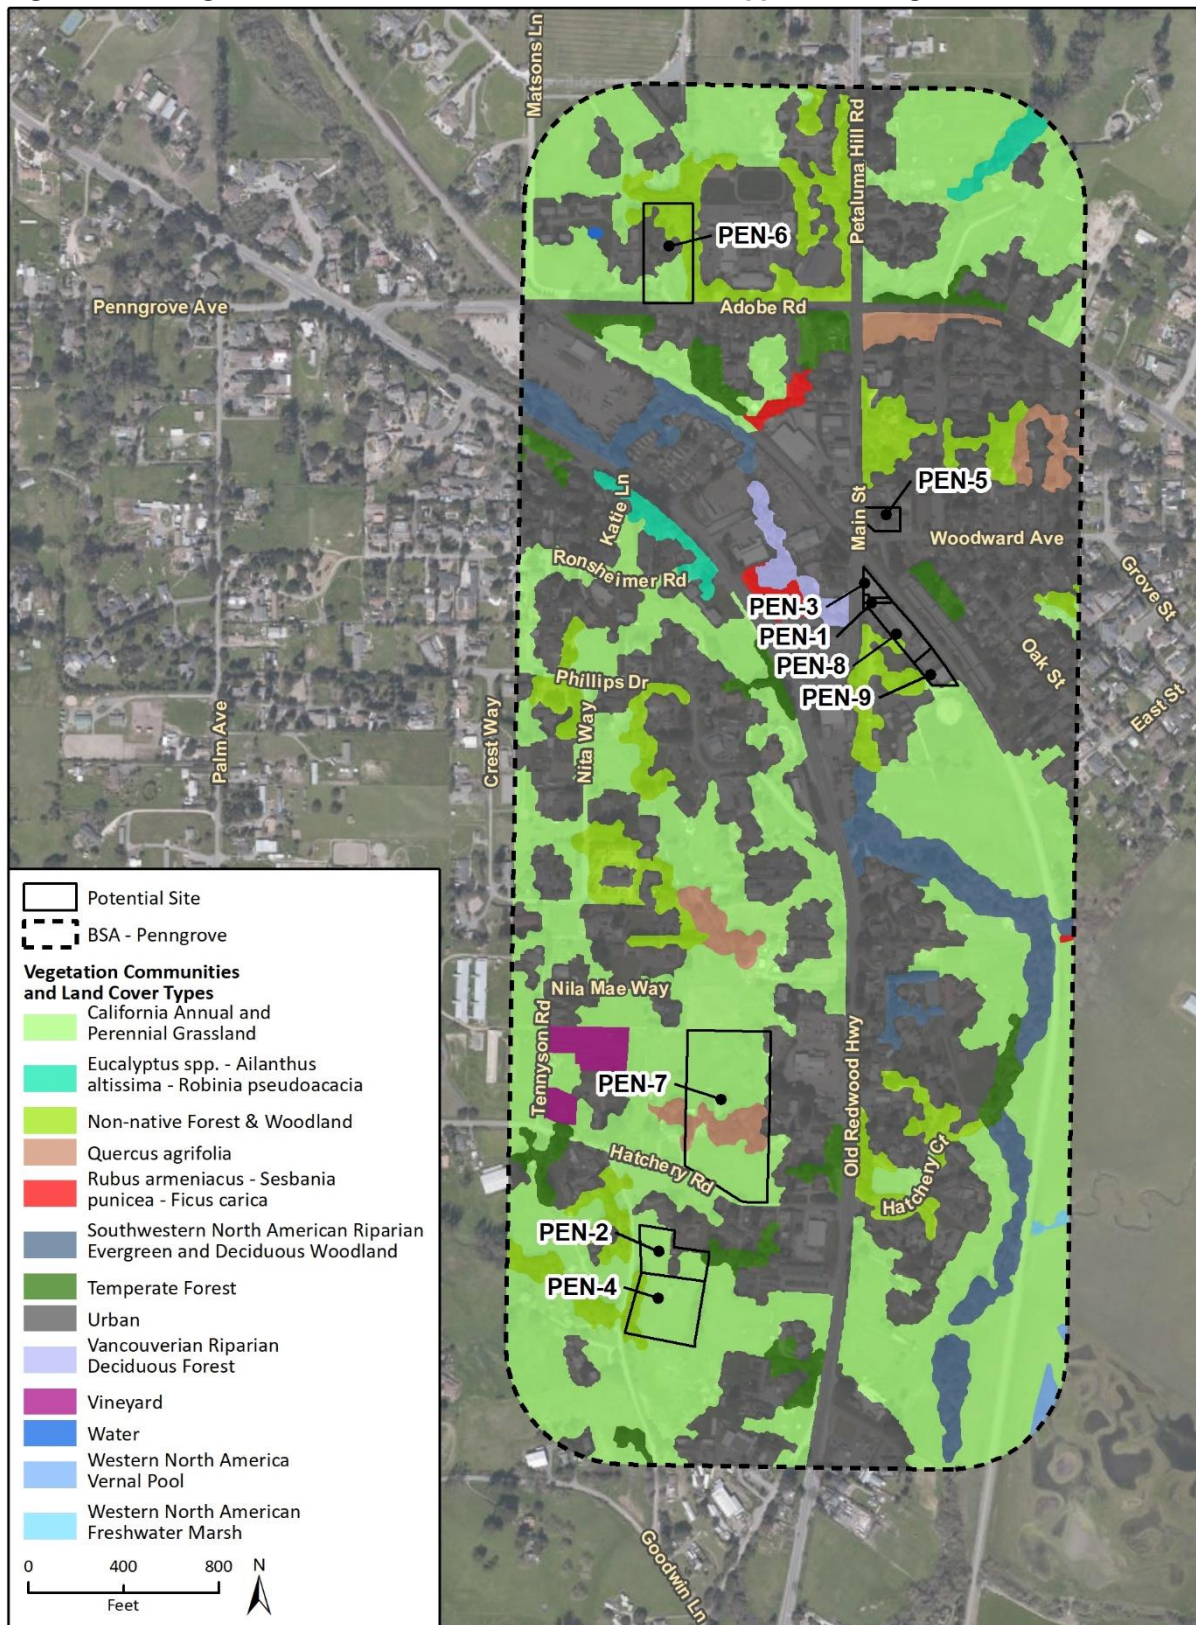 Matsons Ln
Petaluma Hill Rd
PEN-6
Penngrove Ave
Adobe Rd
PEN-5
Main St
Woodward Ave
Katie Ln
Ronsheimer Rd
Grove St
PEN-3
PEN-1
PEN-8
PEN-9
Oak St
East St
Phillips Dr
Palm Ave
Crest Way
Nita Way
Nila Mae Way
Tennyson Rd
PEN-7
Old Redwood Hwy
Hatchery Rd
Hatchery Ct
PEN-2
PEN-4
Goodwin Ln
Potential Site
BSA - Penngrove
Vegetation Communities
and Land Cover Types
California Annual and
Perennial Grassland
Eucalyptus spp. - Ailanthus
altissima - Robinia pseudoacacia
Non-native Forest & Woodland
Quercus agrifolia
Rubus armeniacus - Sesbania
punicea - Ficus carica
Southwestern North American Riparian
Evergreen and Deciduous Woodland
Temperate Forest
Urban
Vancouverian Riparian
Deciduous Forest
Vineyard
Water
Western North America
Vernal Pool
Western North American
Freshwater Marsh
0 400 800 N
Feet